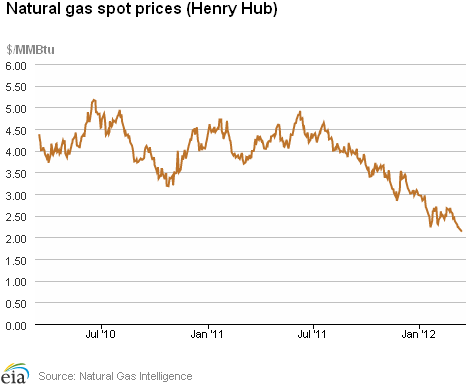 Natural gas spot prices (Henry Hub)
$/MMBtu
6.00
5.50
5.00
4.50
4.00
3.50
3.00
2.50
2.00
1.50
1.00
0.50
0.00
Jul '10
Jan '11
Jul '11
Jan '12
eia
Source: Natural Gas Intelligence